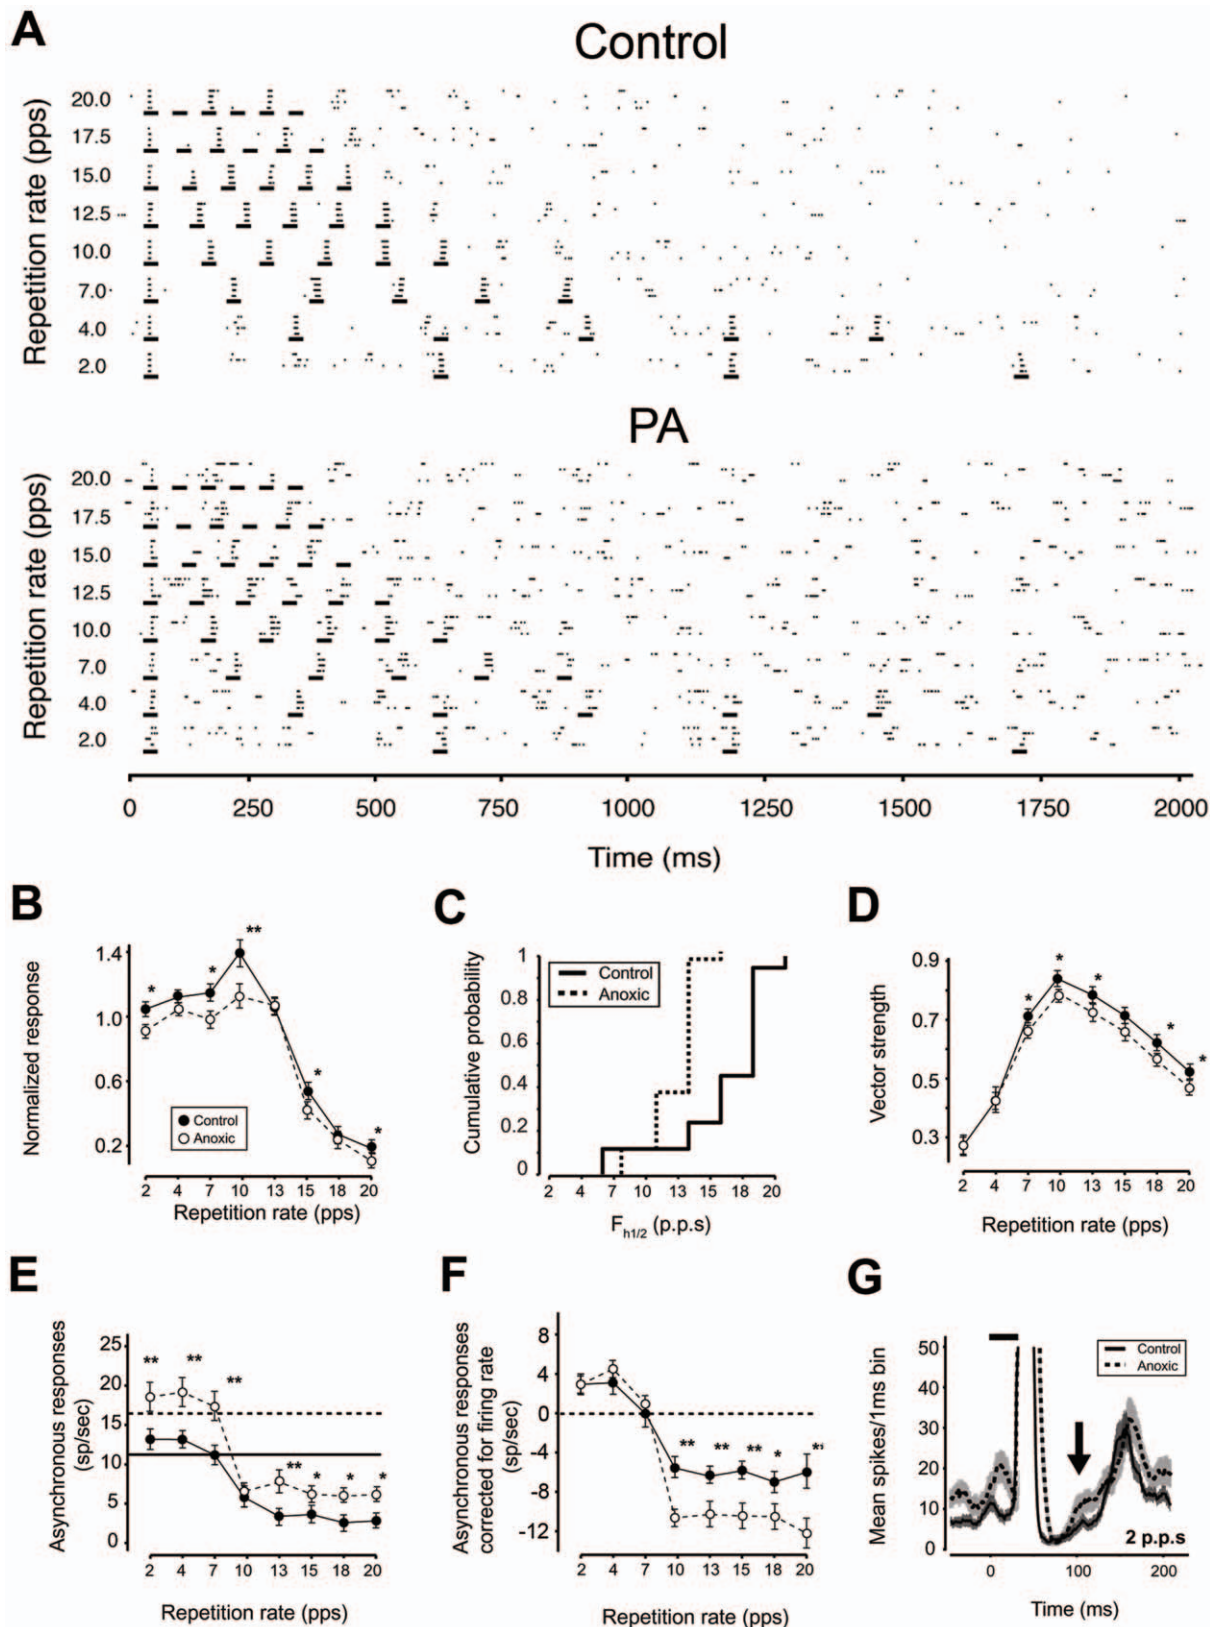 A
Control
Repetition rate (pps)
20.0
17.5
15.0
12.5
10.0
7.0
4.0
2.0
PA
Repetition rate (pps)
20.0
17.5
15.0
12.5
10.0
7.0
4.0
2.0
0 250 500 750 1000 1250 1500 1750 2000
Time (ms)
B
Normalized response
1.4
1.0
0.6
0.2
* * ** * *
Control
Anoxic
2 4 7 10 13 15 18 20
Repetition rate (pps)
C
Cumulative probability
1
0.8
0.6
0.4
0.2
0
Control
Anoxic
2 4 7 10 13 15 18 20
Fh1/2 (p.p.s)
D
Vector strength
0.9
0.7
0.5
0.3
* * * * *
2 4 7 10 13 15 18 20
Repetition rate (pps)
E
Asynchronous responses
(sp/sec)
25
20
15
10
5
0
** ** ** ** * * *
2 4 7 10 13 15 18 20
Repetition rate (pps)
F
Asynchronous responses
corrected for firing rate
(sp/sec)
8
4
0
-4
-8
-12
** ** ** * **
2 4 7 10 13 15 18 20
Repetition rate (pps)
G
Mean spikes/1ms bin
50
40
30
20
10
0
Control
Anoxic
2 p.p.s
0 100 200
Time (ms)